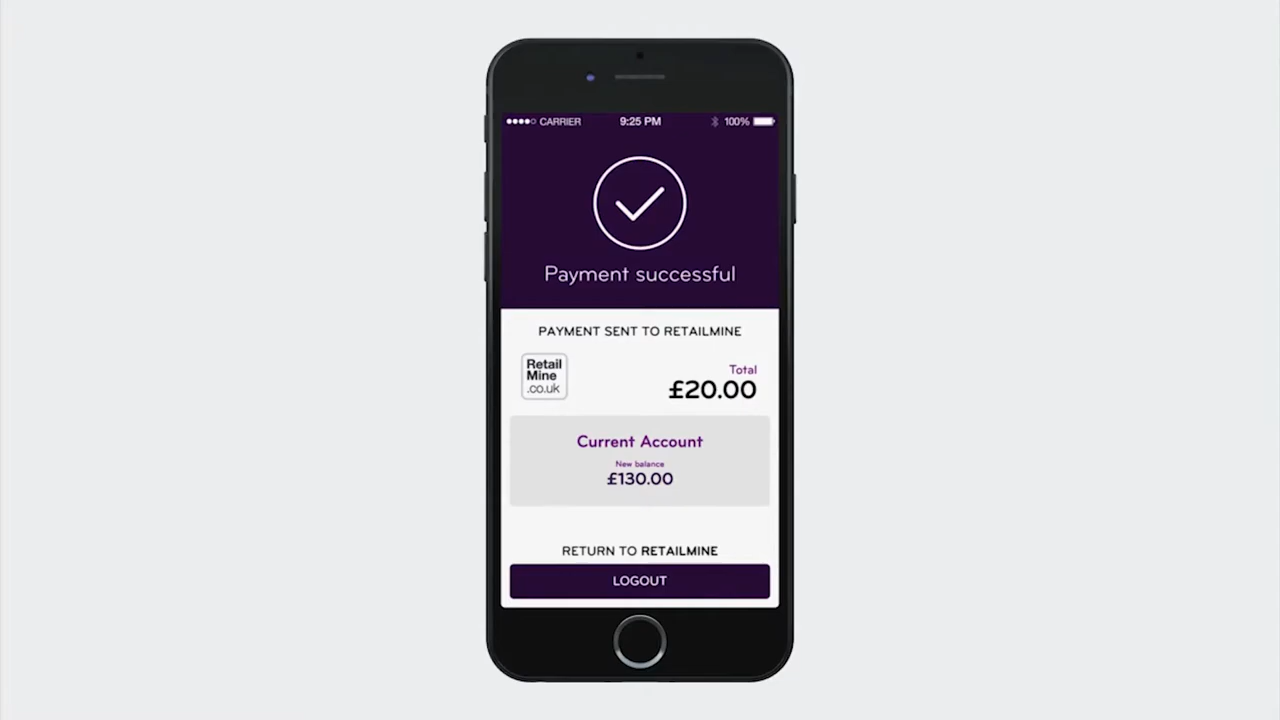 CARRIER 9:25 PM 100%
Payment successful
PAYMENT SENT TO RETAILMINE
Retail
Mine
.co.uk
Total
£20.00
Current Account
New balance
£130.00
RETURN TO RETAILMINE
LOGOUT